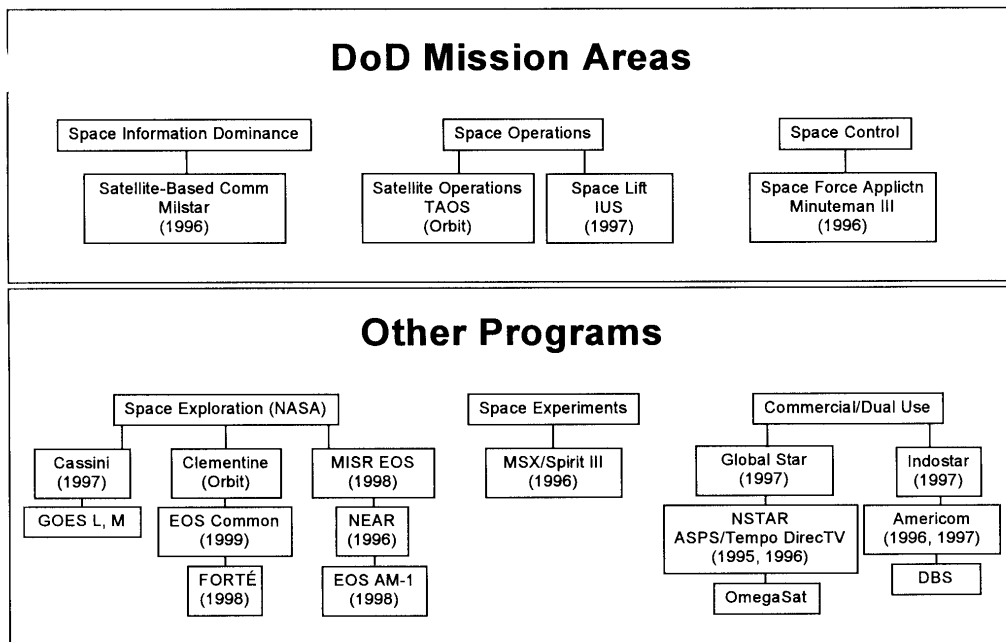 DoD Mission Areas
Space Information Dominance
Satellite-Based Comm
Milstar
(1996)
Space Operations
Satellite Operations
TAOS
(Orbit)
Space Lift
IUS
(1997)
Space Control
Space Force Applictn
Minuteman III
(1996)
Other Programs
Space Exploration (NASA)
Cassini
(1997)
GOES L, M
Clementine
(Orbit)
EOS Common
(1999)
FORTÉ
(1998)
MISR EOS
(1998)
NEAR
(1996)
EOS AM-1
(1998)
Space Experiments
MSX/Spirit III
(1996)
Commercial/Dual Use
Global Star
(1997)
NSTAR
ASPS/Tempo DirecTV
(1995, 1996)
OmegaSat
Indostar
(1997)
Americom
(1996, 1997)
DBS